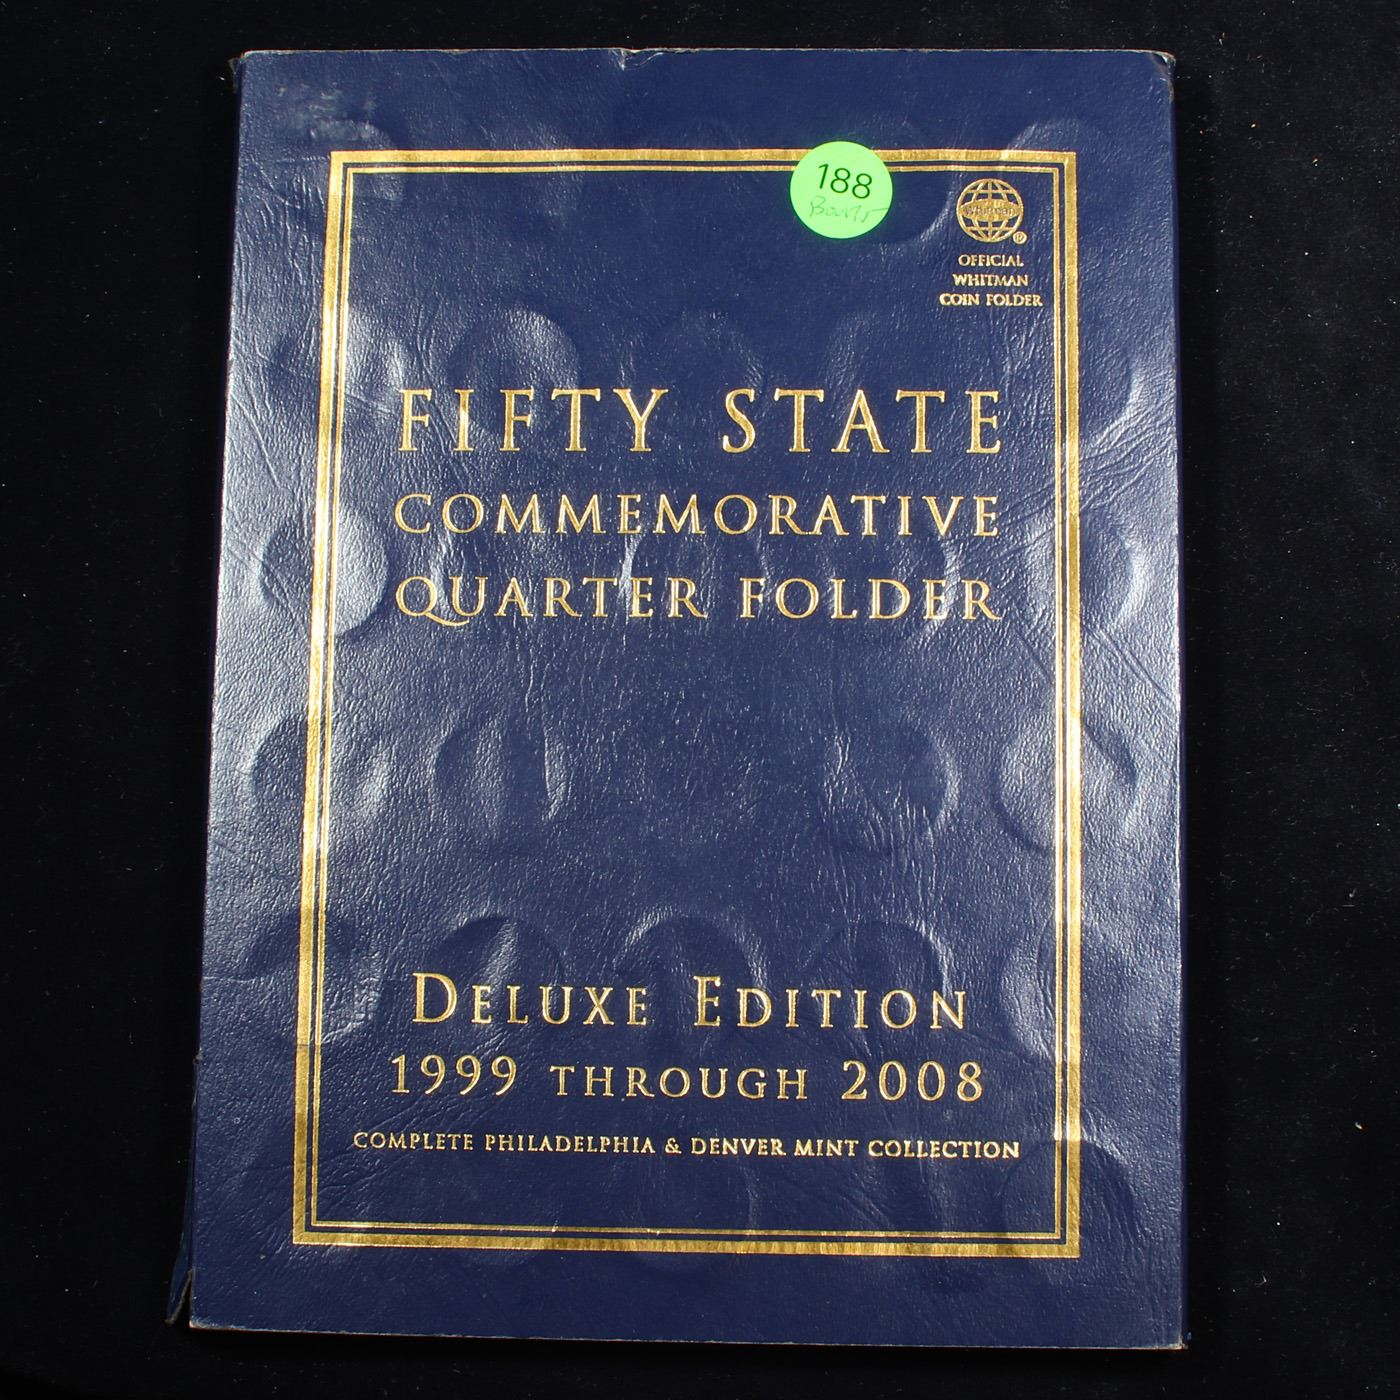 188
OFFICIAL
WHITMAN
COIN FOLDER
FIFTY STATE
COMMEMORATIVE
QUARTER FOLDER
DELUXE EDITION
1999 THROUGH 2008
COMPLETE PHILADELPHIA & DENVER MINT COLLECTION